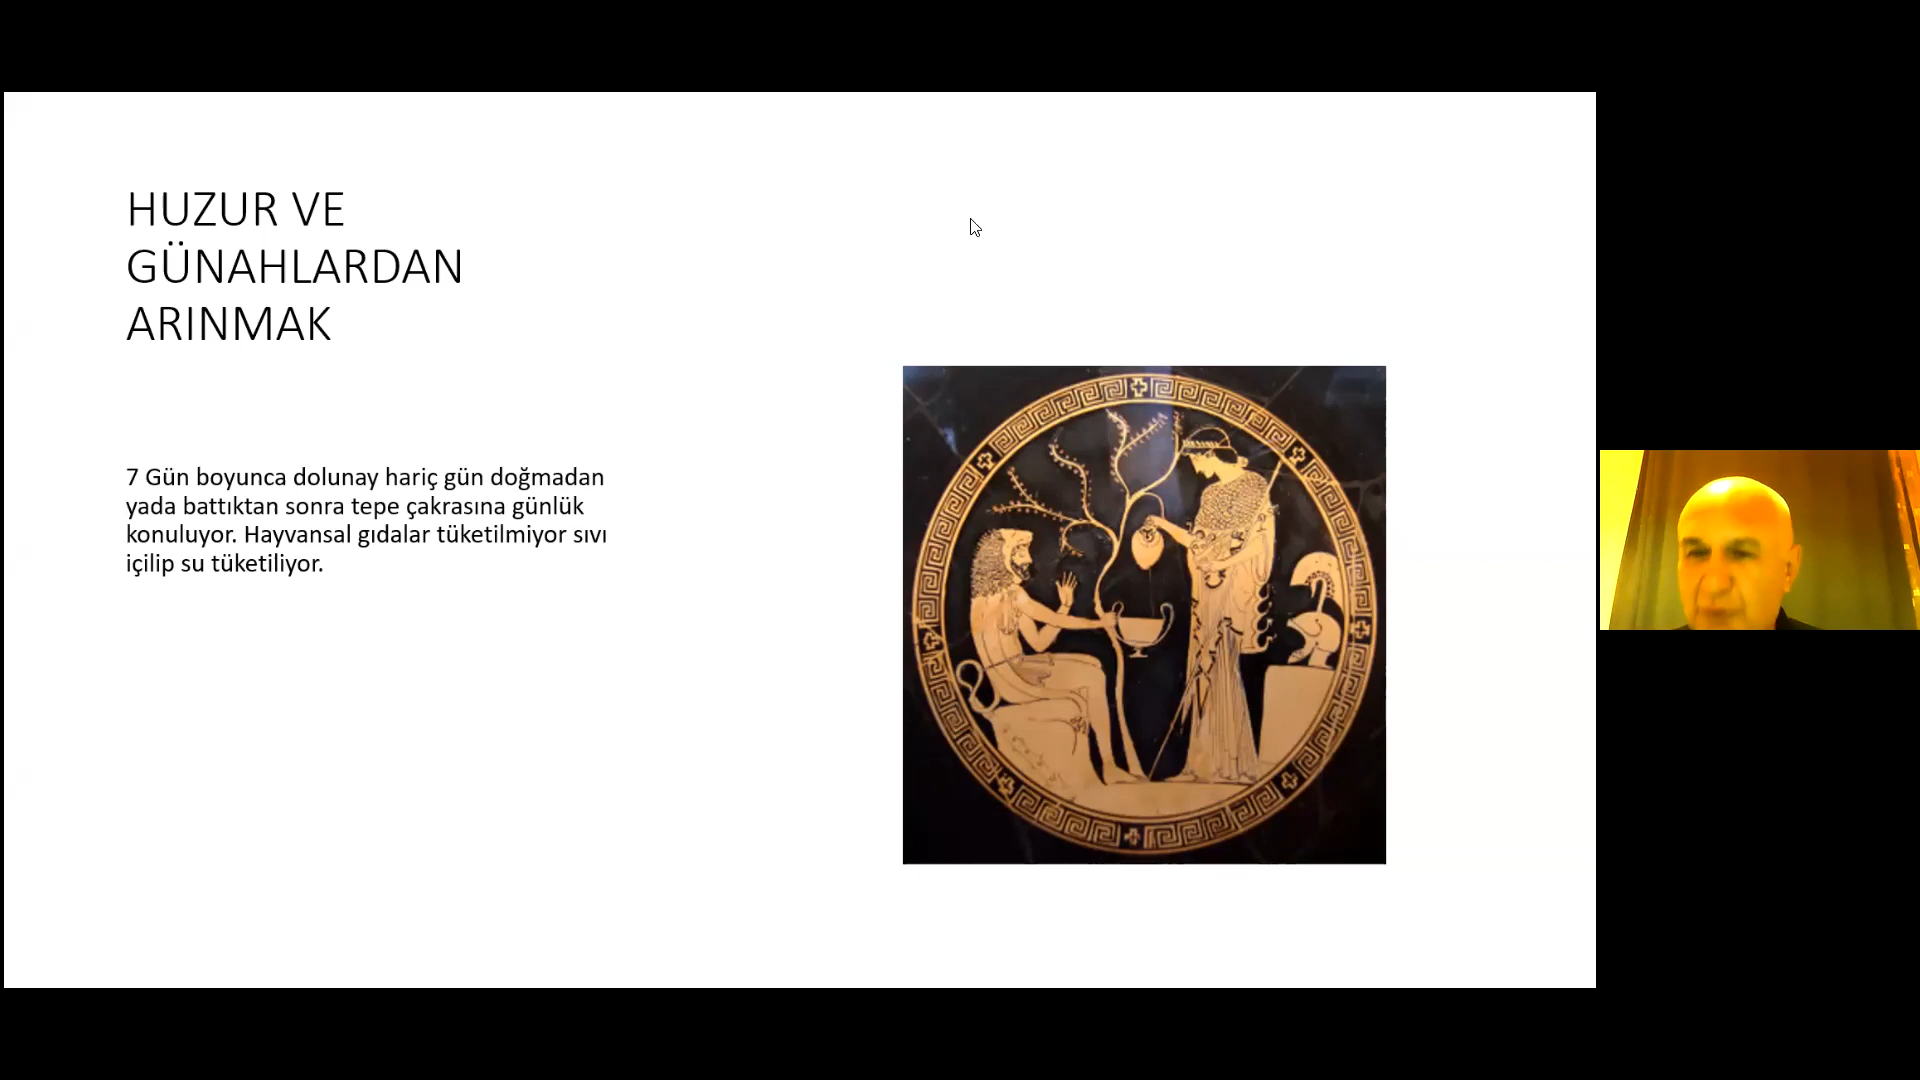 HUZUR VE
GÜNAHLARDAN
ARINMAK
7 Gün boyunca dolunay hariç gün doğmadan
yada battıktan sonra tepe çakrasına günlük
konuluyor. Hayvansal gıdalar tüketilmiyor sıvı
içilip su tüketiliyor.